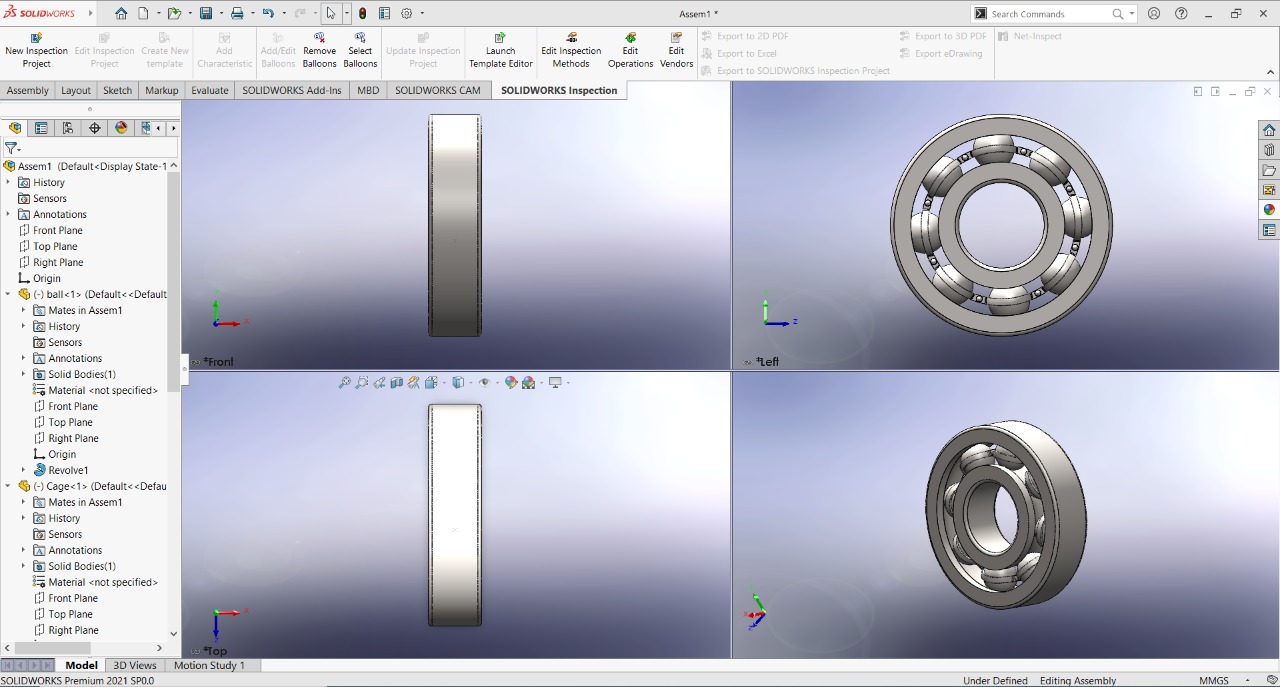 SOLIDWORKS
Assem1 *
Search Commands
New Inspection Project
Edit Inspection Project
Create New template
Add Characteristic
Add/Edit Balloons
Remove Balloons
Select Balloons
Update Inspection Project
Launch Template Editor
Edit Inspection Methods
Edit Operations
Edit Vendors
Export to 2D PDF
Export to Excel
Export to SOLIDWORKS Inspection Project
Export to 3D PDF
Export eDrawing
Net-Inspect
Assembly
Layout
Sketch
Markup
Evaluate
SOLIDWORKS Add-Ins
MBD
SOLIDWORKS CAM
SOLIDWORKS Inspection
Assem1 (Default<Display State-1
History
Sensors
Annotations
Front Plane
Top Plane
Right Plane
Origin
(-) ball<1> (Default<<Default
Mates in Assem1
History
Sensors
Annotations
Solid Bodies(1)
Material <not specified>
Front Plane
Top Plane
Right Plane
Origin
Revolve1
(-) Cage<1> (Default<<Defau
Mates in Assem1
History
Sensors
Annotations
Solid Bodies(1)
Material <not specified>
Front Plane
Top Plane
Right Plane
*Front
Z
*Left
*Top
Model
3D Views
Motion Study 1
SOLIDWORKS Premium 2021 SP0.0
Under Defined
Editing Assembly
MMGS